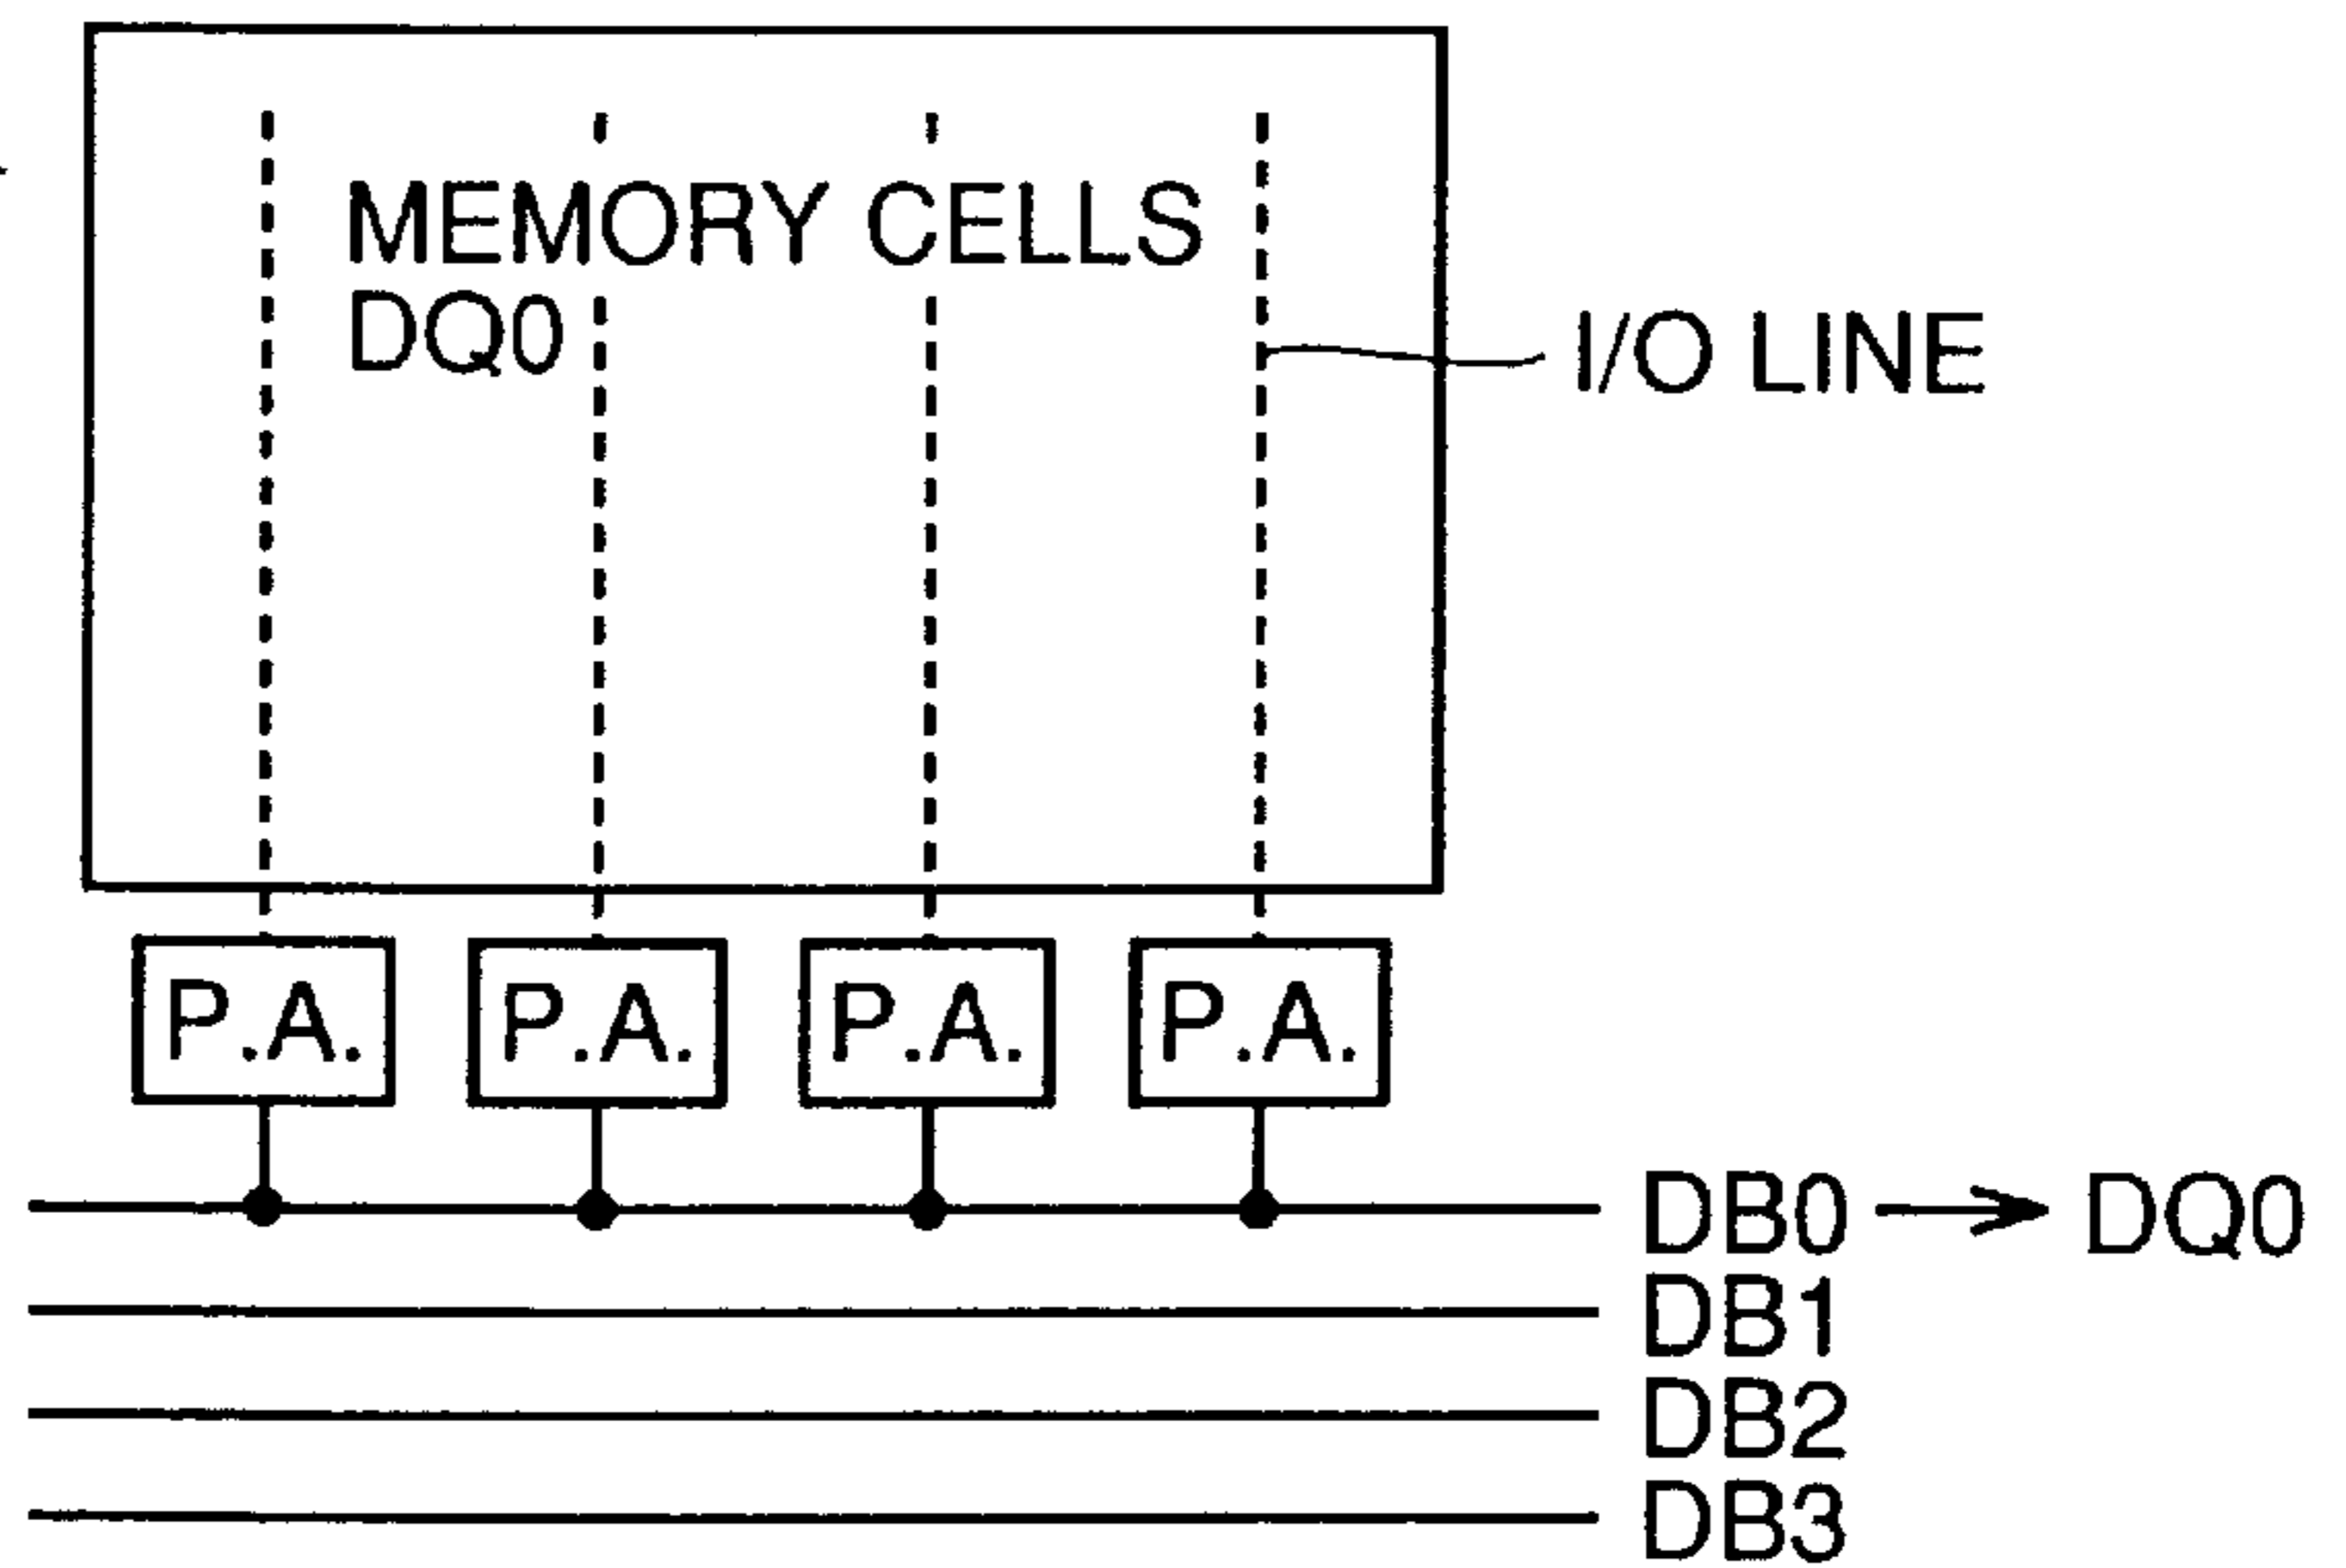 MEMORY CELLS
DQ0
I/O LINE
P.A. P.A. P.A. P.A.
DB0 → DQ0
DB1
DB2
DB3